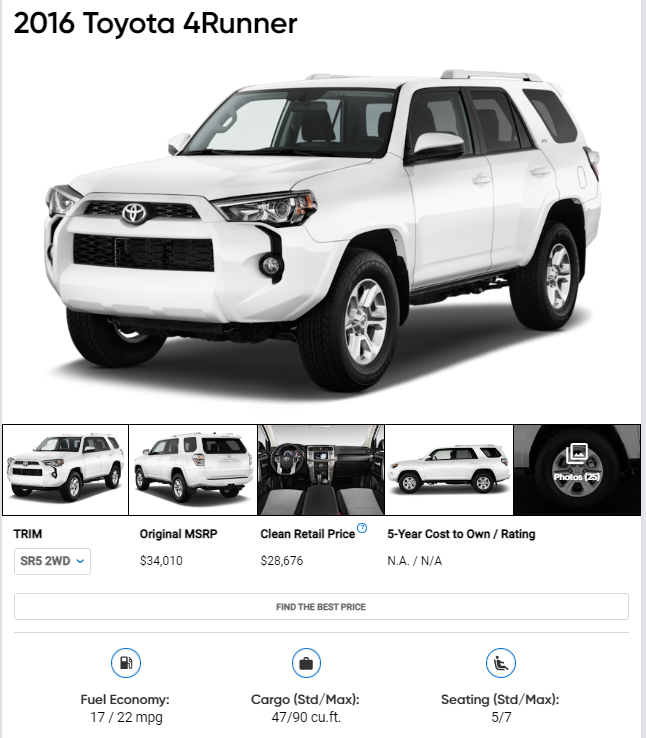 2016 Toyota 4Runner
Photos (25)
TRIM
Original MSRP
Clean Retail Price ?
5-Year Cost to Own / Rating
SR5 2WD
$34,010
$28,676
N.A. / N/A
FIND THE BEST PRICE
Fuel Economy:
17 / 22 mpg
Cargo (Std/Max):
47/90 cu.ft.
Seating (Std/Max):
5/7